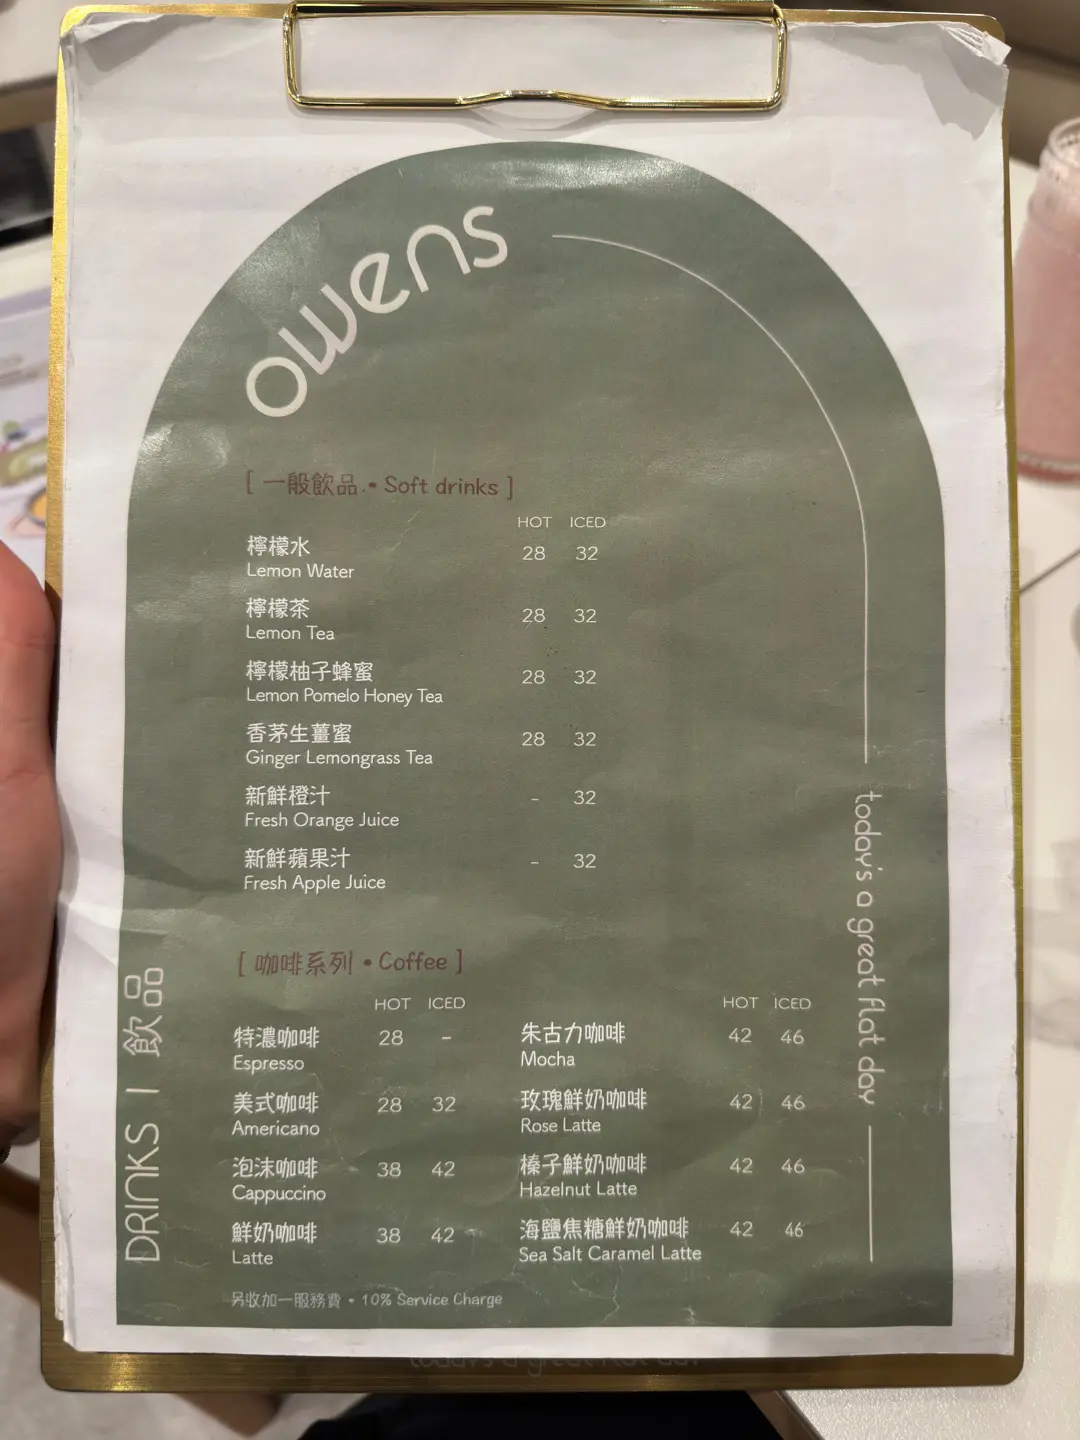 owens
[ 一般飲品 • Soft drinks ]
HOT ICED
檸檬水 28 32
Lemon Water
檸檬茶 28 32
Lemon Tea
檸檬柚子蜂蜜 28 32
Lemon Pomelo Honey Tea
香茅生薑蜜 28 32
Ginger Lemongrass Tea
新鮮橙汁 - 32
Fresh Orange Juice
新鮮蘋果汁 - 32
Fresh Apple Juice
[ 咖啡系列 • Coffee ]
HOT ICED
特濃咖啡 28 -
Espresso
美式咖啡 28 32
Americano
泡沫咖啡 38 42
Cappuccino
鮮奶咖啡 38 42
Latte
HOT ICED
朱古力咖啡 42 46
Mocha
玫瑰鮮奶咖啡 42 46
Rose Latte
榛子鮮奶咖啡 42 46
Hazelnut Latte
海鹽焦糖鮮奶咖啡 42 46
Sea Salt Caramel Latte
另收加一服務費 • 10% Service Charge
DRINKS | 飲品
today's a great flat day
today's a great flat day